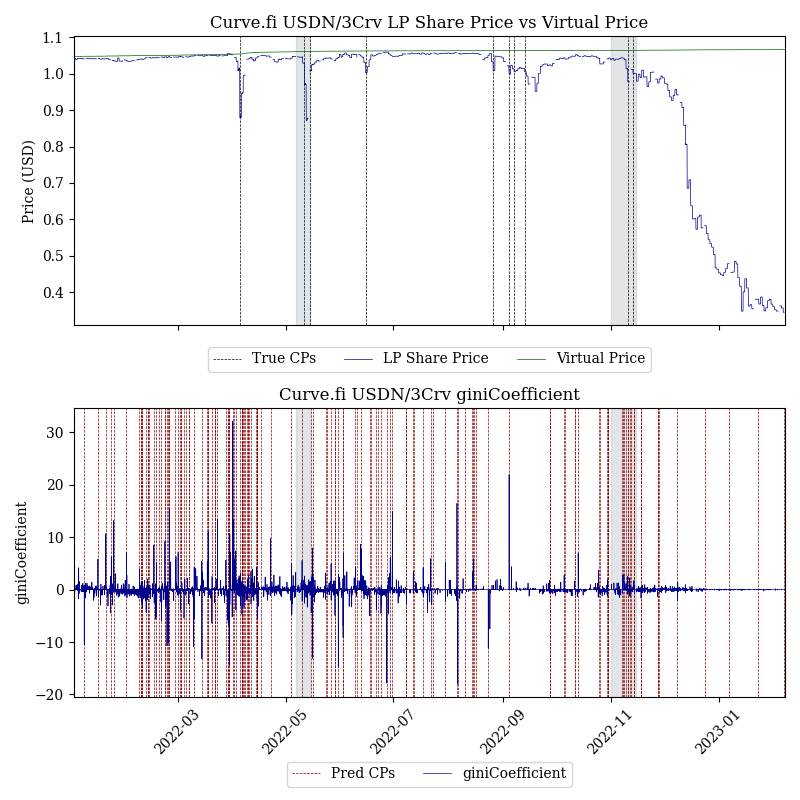 Curve.fi USDN/3Crv LP Share Price vs Virtual Price
1.1
1.0
0.9
0.8
0.7
0.6
0.5
0.4
Price (USD)
True CPs LP Share Price Virtual Price
Curve.fi USDN/3Crv giniCoefficient
30
20
10
0
−10
−20
giniCoefficient
2022-03 2022-05 2022-07 2022-09 2022-11 2023-01
Pred CPs giniCoefficient